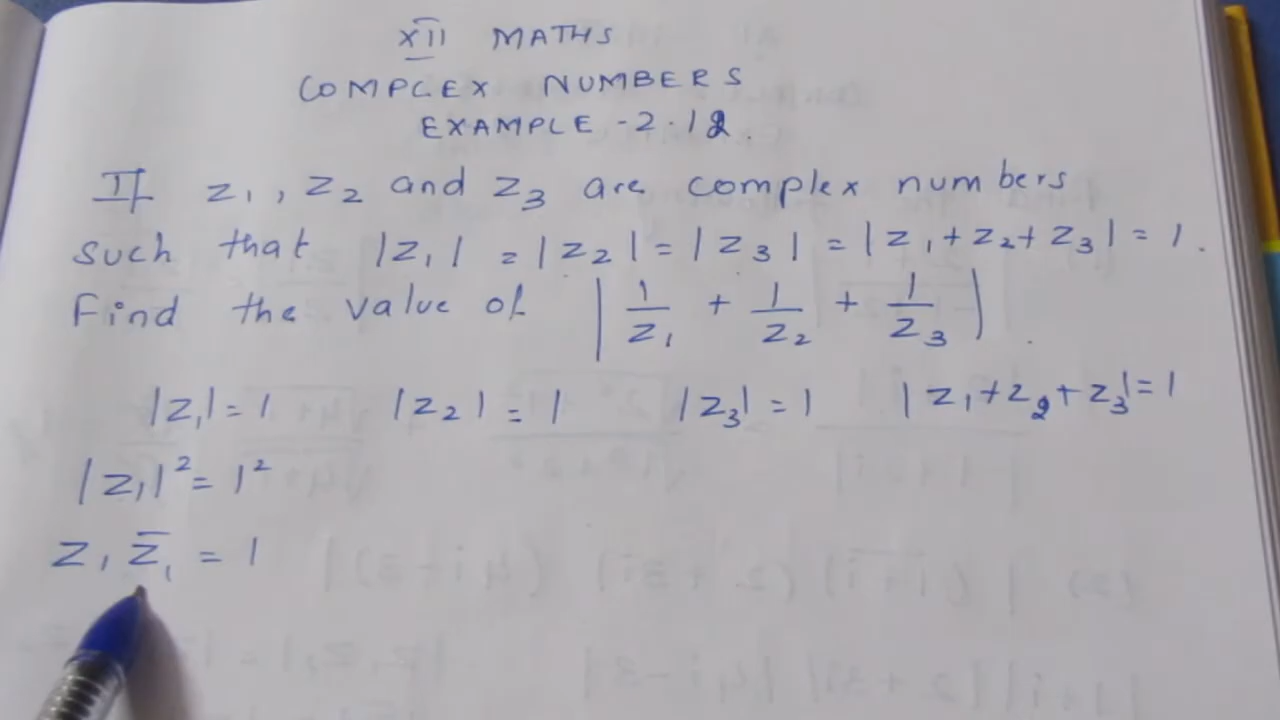 XII MATHS
COMPLEX NUMBERS
EXAMPLE - 2.12.
If z₁, z₂ and z₃ are complex numbers
such that |z₁| = |z₂| = |z₃| = |z₁+z₂+z₃| = 1.
Find the value of |1/z₁ + 1/z₂ + 1/z₃|.
|z₁| = 1 |z₂| = 1 |z₃| = 1 |z₁+z₂+z₃| = 1
|z₁|² = 1²
z₁ z̄₁ = 1